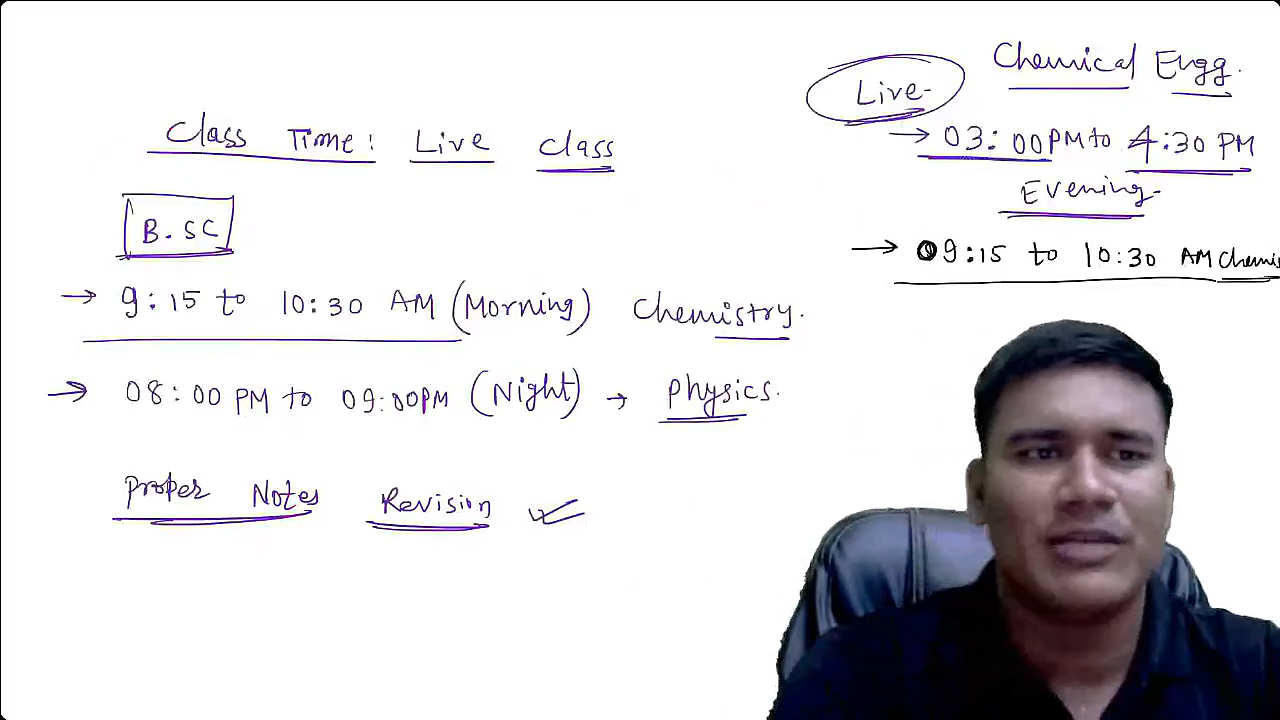 Class Time: Live class
B.SC
→ 9:15 to 10:30 AM (Morning) Chemistry.
→ 08:00 PM to 09:00PM (Night) → Physics.
Proper Notes Revision ✓
Chemical Engg.
Live
→ 03:00PM to 4:30 PM
Evening
→ 09:15 to 10:30 AM Chemis